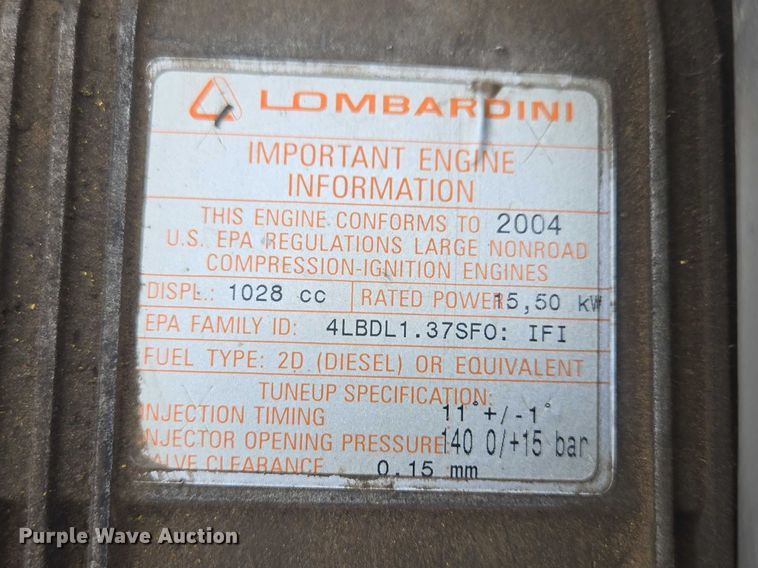 LOMBARDINI
IMPORTANT ENGINE
INFORMATION
THIS ENGINE CONFORMS TO 2004
U.S. EPA REGULATIONS LARGE NONROAD
COMPRESSION-IGNITION ENGINES
DISPL.: 1028 cc RATED POWER 15,50 kW
EPA FAMILY ID: 4LBDL1.37SFO: IFI
FUEL TYPE: 2D (DIESEL) OR EQUIVALENT
TUNEUP SPECIFICATION:
INJECTION TIMING 11°+/-1°
INJECTOR OPENING PRESSURE 140 0/+15 bar
VALVE CLEARANCE 0.15 mm
Purple Wave Auction